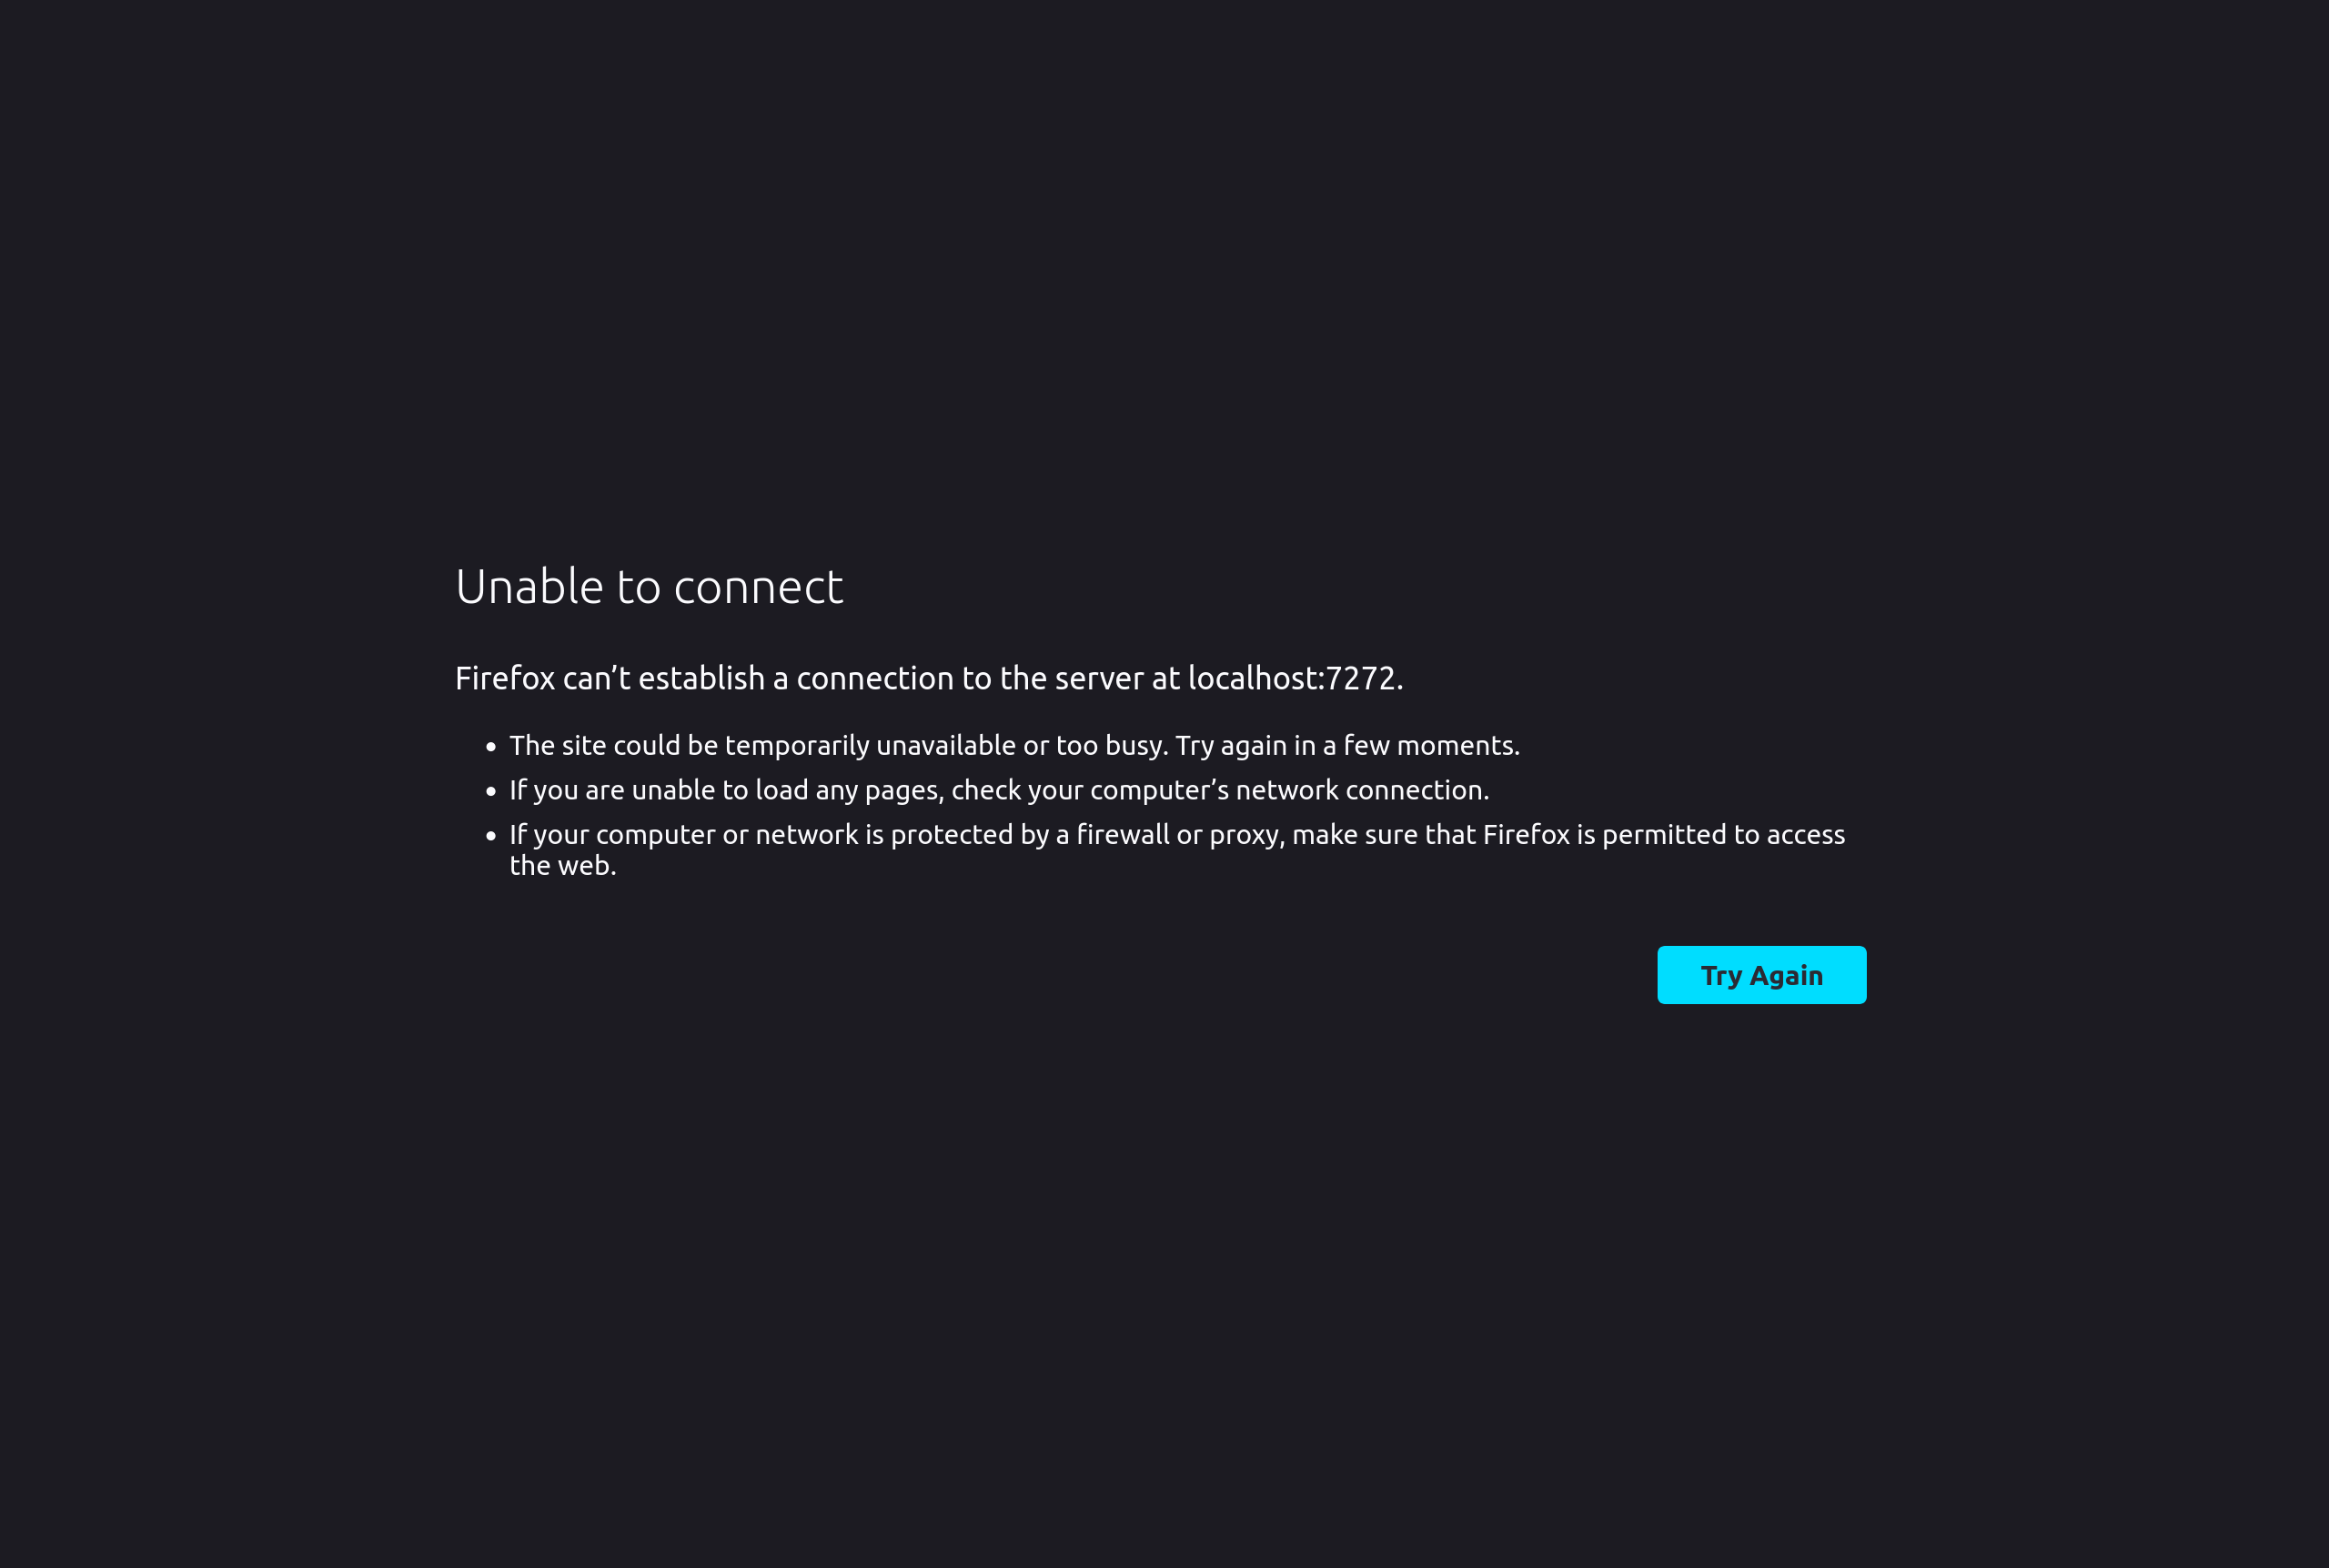 Unable to connect
Firefox can’t establish a connection to the server at localhost:7272.
• The site could be temporarily unavailable or too busy. Try again in a few moments.
• If you are unable to load any pages, check your computer’s network connection.
• If your computer or network is protected by a firewall or proxy, make sure that Firefox is permitted to access
the web.
Try Again